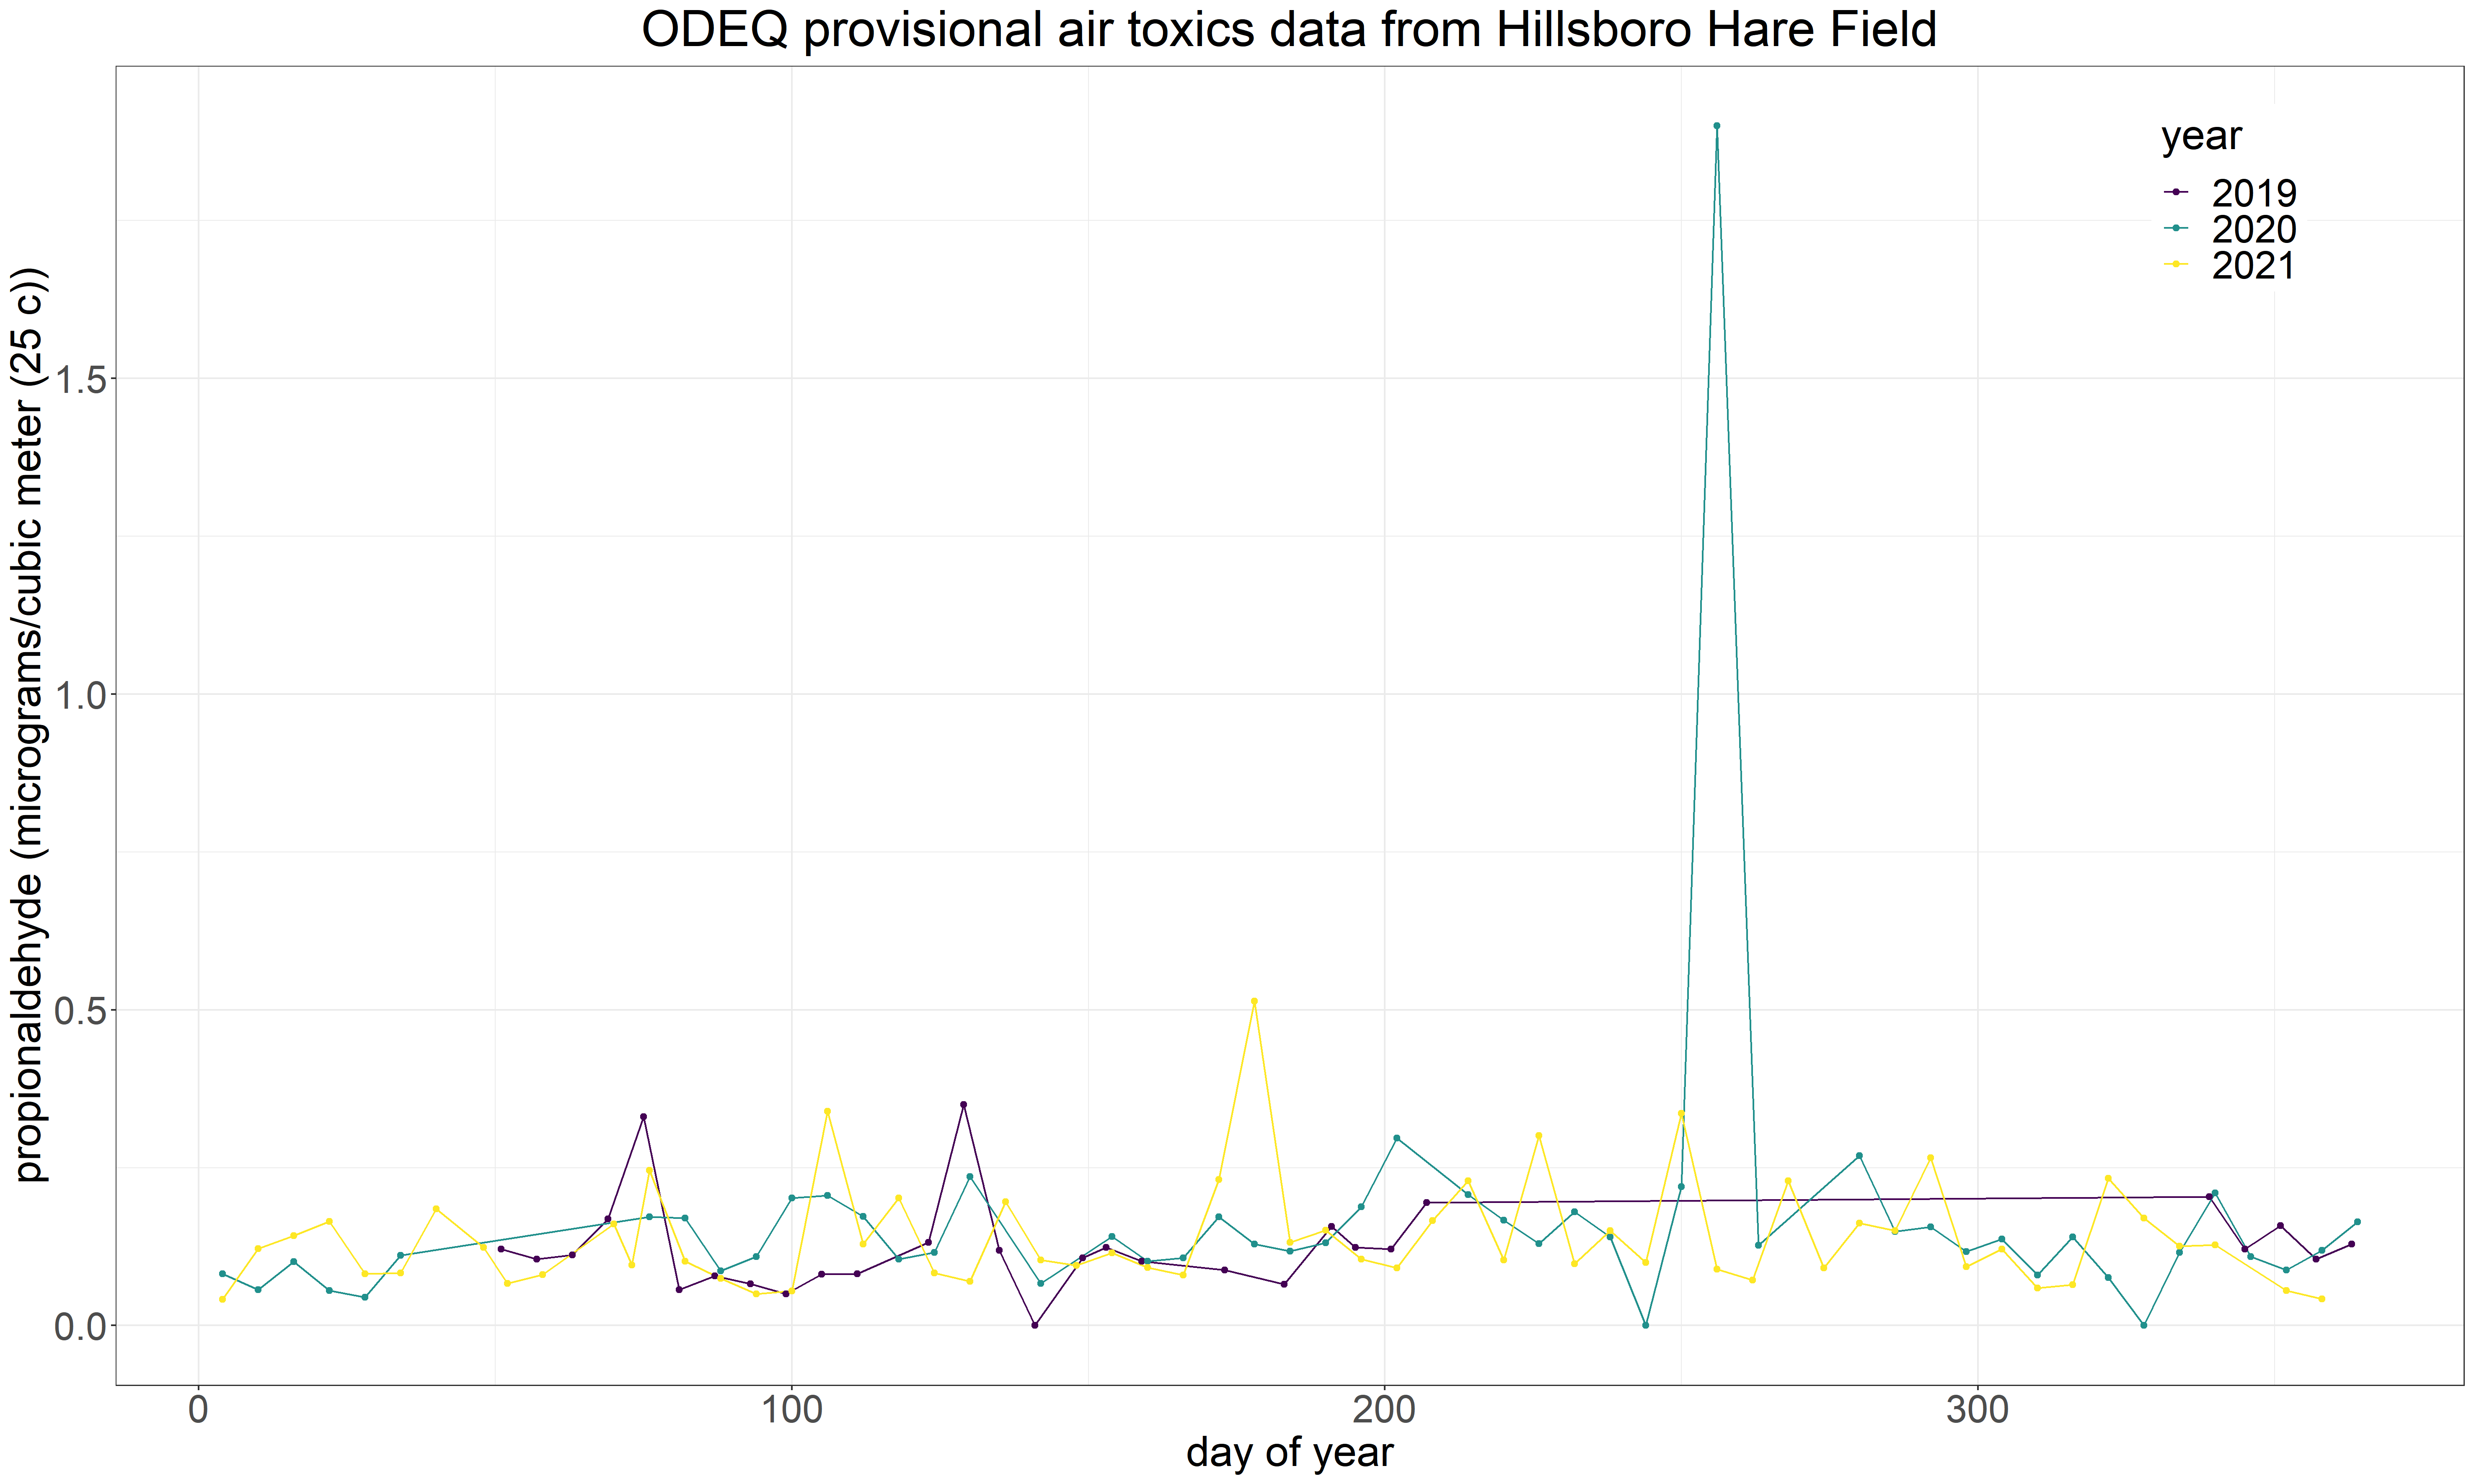 ODEQ provisional air toxics data from Hillsboro Hare Field
propionaldehyde (micrograms/cubic meter (25 c))
year
2019
2020
2021
1.5
1.0
0.5
0.0
0 100 200 300
day of year